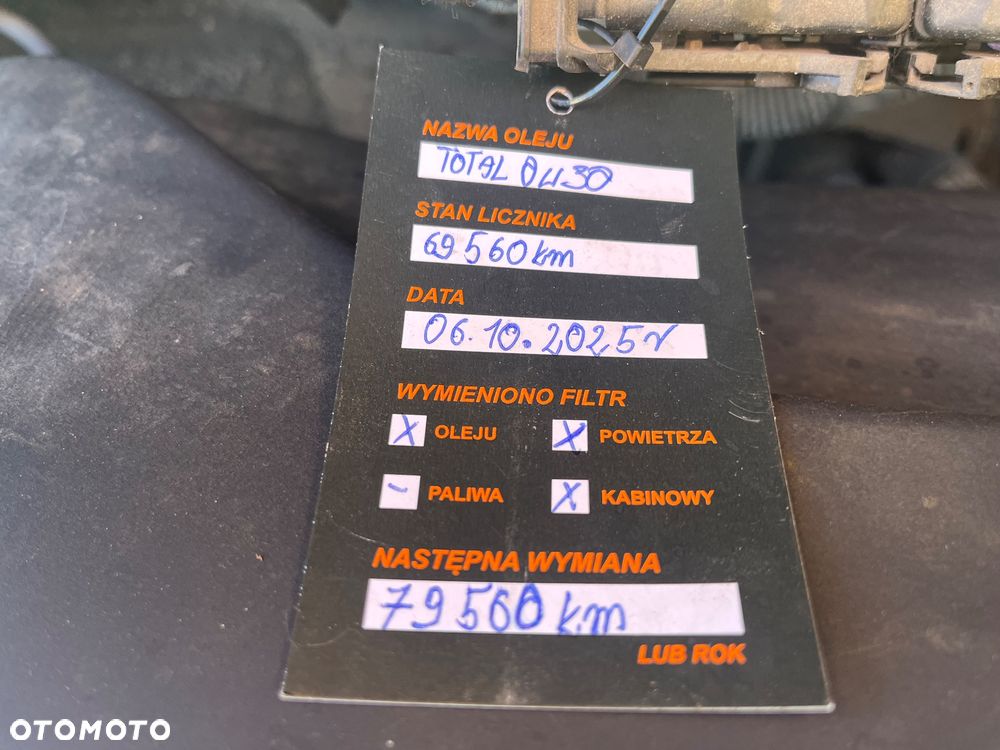 NAZWA OLEJU
TOTAL 0W30
STAN LICZNIKA
69 560 km
DATA
06.10.2025r
WYMIENIONO FILTR
X OLEJU X POWIETRZA
- PALIWA X KABINOWY
NASTĘPNA WYMIANA
79 560 km
LUB ROK
OTOMOTO